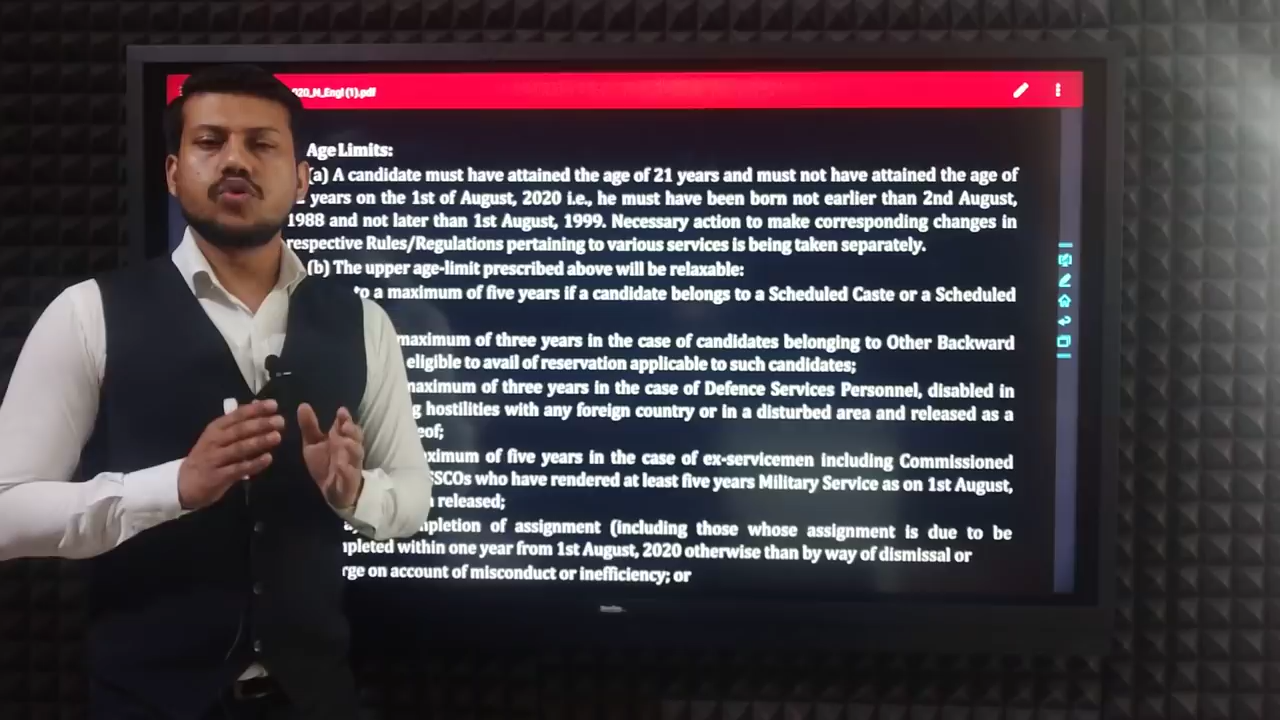 020_N_Engl (1).pdf
Age Limits:
(a) A candidate must have attained the age of 21 years and must not have attained the age of
years on the 1st of August, 2020 i.e., he must have been born not earlier than 2nd August,
1988 and not later than 1st August, 1999. Necessary action to make corresponding changes in
respective Rules/Regulations pertaining to various services is being taken separately.
(b) The upper age-limit prescribed above will be relaxable:
to a maximum of five years if a candidate belongs to a Scheduled Caste or a Scheduled
maximum of three years in the case of candidates belonging to Other Backward
eligible to avail of reservation applicable to such candidates;
maximum of three years in the case of Defence Services Personnel, disabled in
hostilities with any foreign country or in a disturbed area and released as a
eof;
ximum of five years in the case of ex-servicemen including Commissioned
SSCOs who have rendered at least five years Military Service as on 1st August,
released;
mpletion of assignment (including those whose assignment is due to be
pleted within one year from 1st August, 2020 otherwise than by way of dismissal or
rge on account of misconduct or inefficiency; or